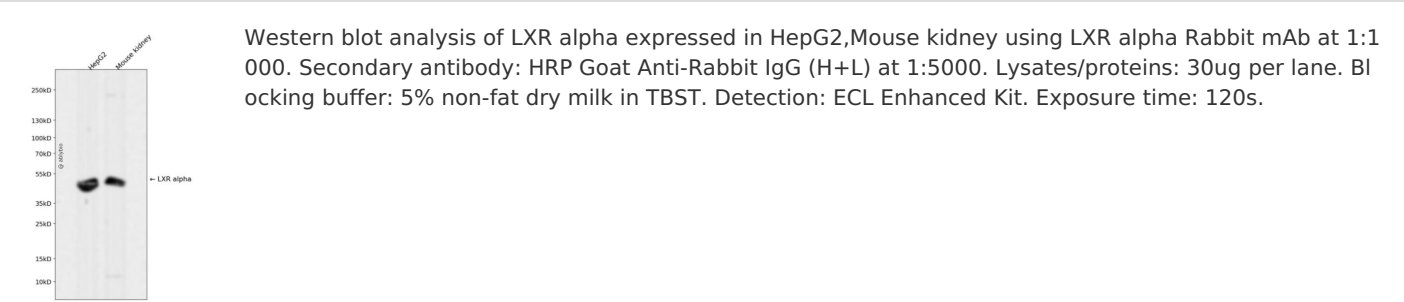 HepG2
Mouse kidney
250kD
130kD
100kD
70kD
55kD
35kD
25kD
15kD
10kD
@ abbybio
← LXR alpha
Western blot analysis of LXR alpha expressed in HepG2,Mouse kidney using LXR alpha Rabbit mAb at 1:1
000. Secondary antibody: HRP Goat Anti-Rabbit IgG (H+L) at 1:5000. Lysates/proteins: 30ug per lane. Bl
ocking buffer: 5% non-fat dry milk in TBST. Detection: ECL Enhanced Kit. Exposure time: 120s.